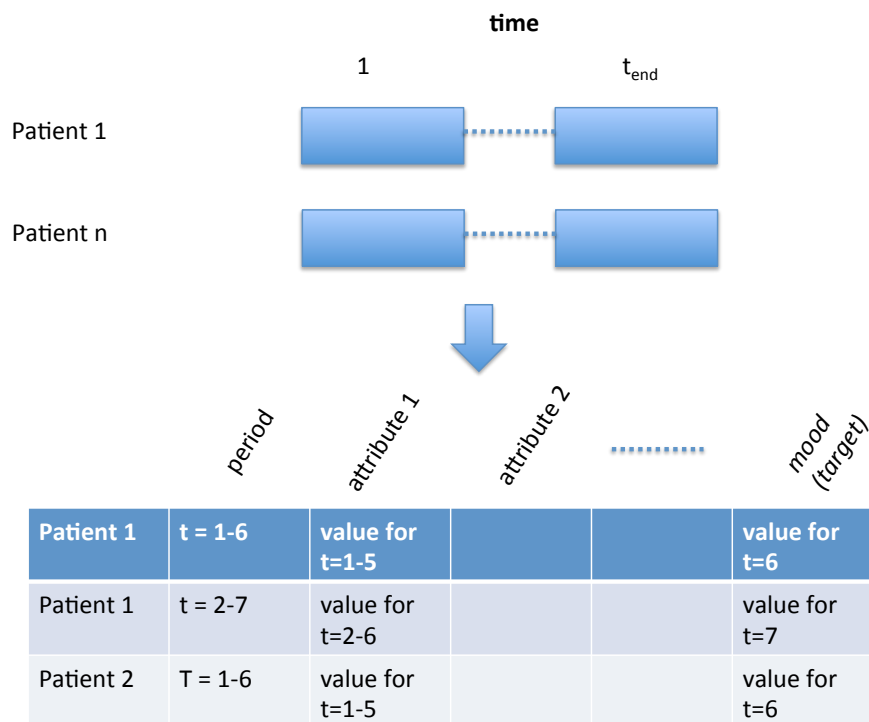 time
1
t_end
Patient 1
Patient n
period
attribute 1
attribute 2
mood
(target)
Patient 1
t = 1-6
value for
t=1-5
value for
t=6
Patient 1
t = 2-7
value for
t=2-6
value for
t=7
Patient 2
T = 1-6
value for
t=1-5
value for
t=6